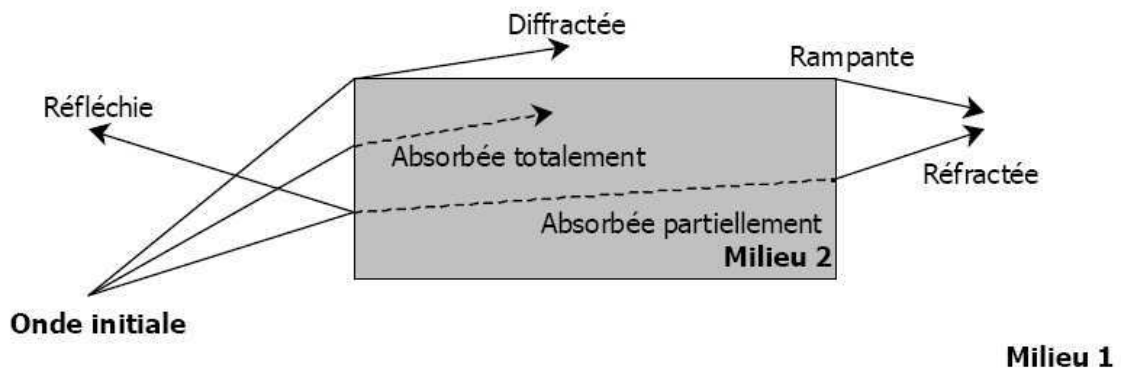 Diffractée
Rampante
Réfléchie
Absorbée totalement
Réfractée
Absorbée partiellement
Milieu 2
Onde initiale
Milieu 1